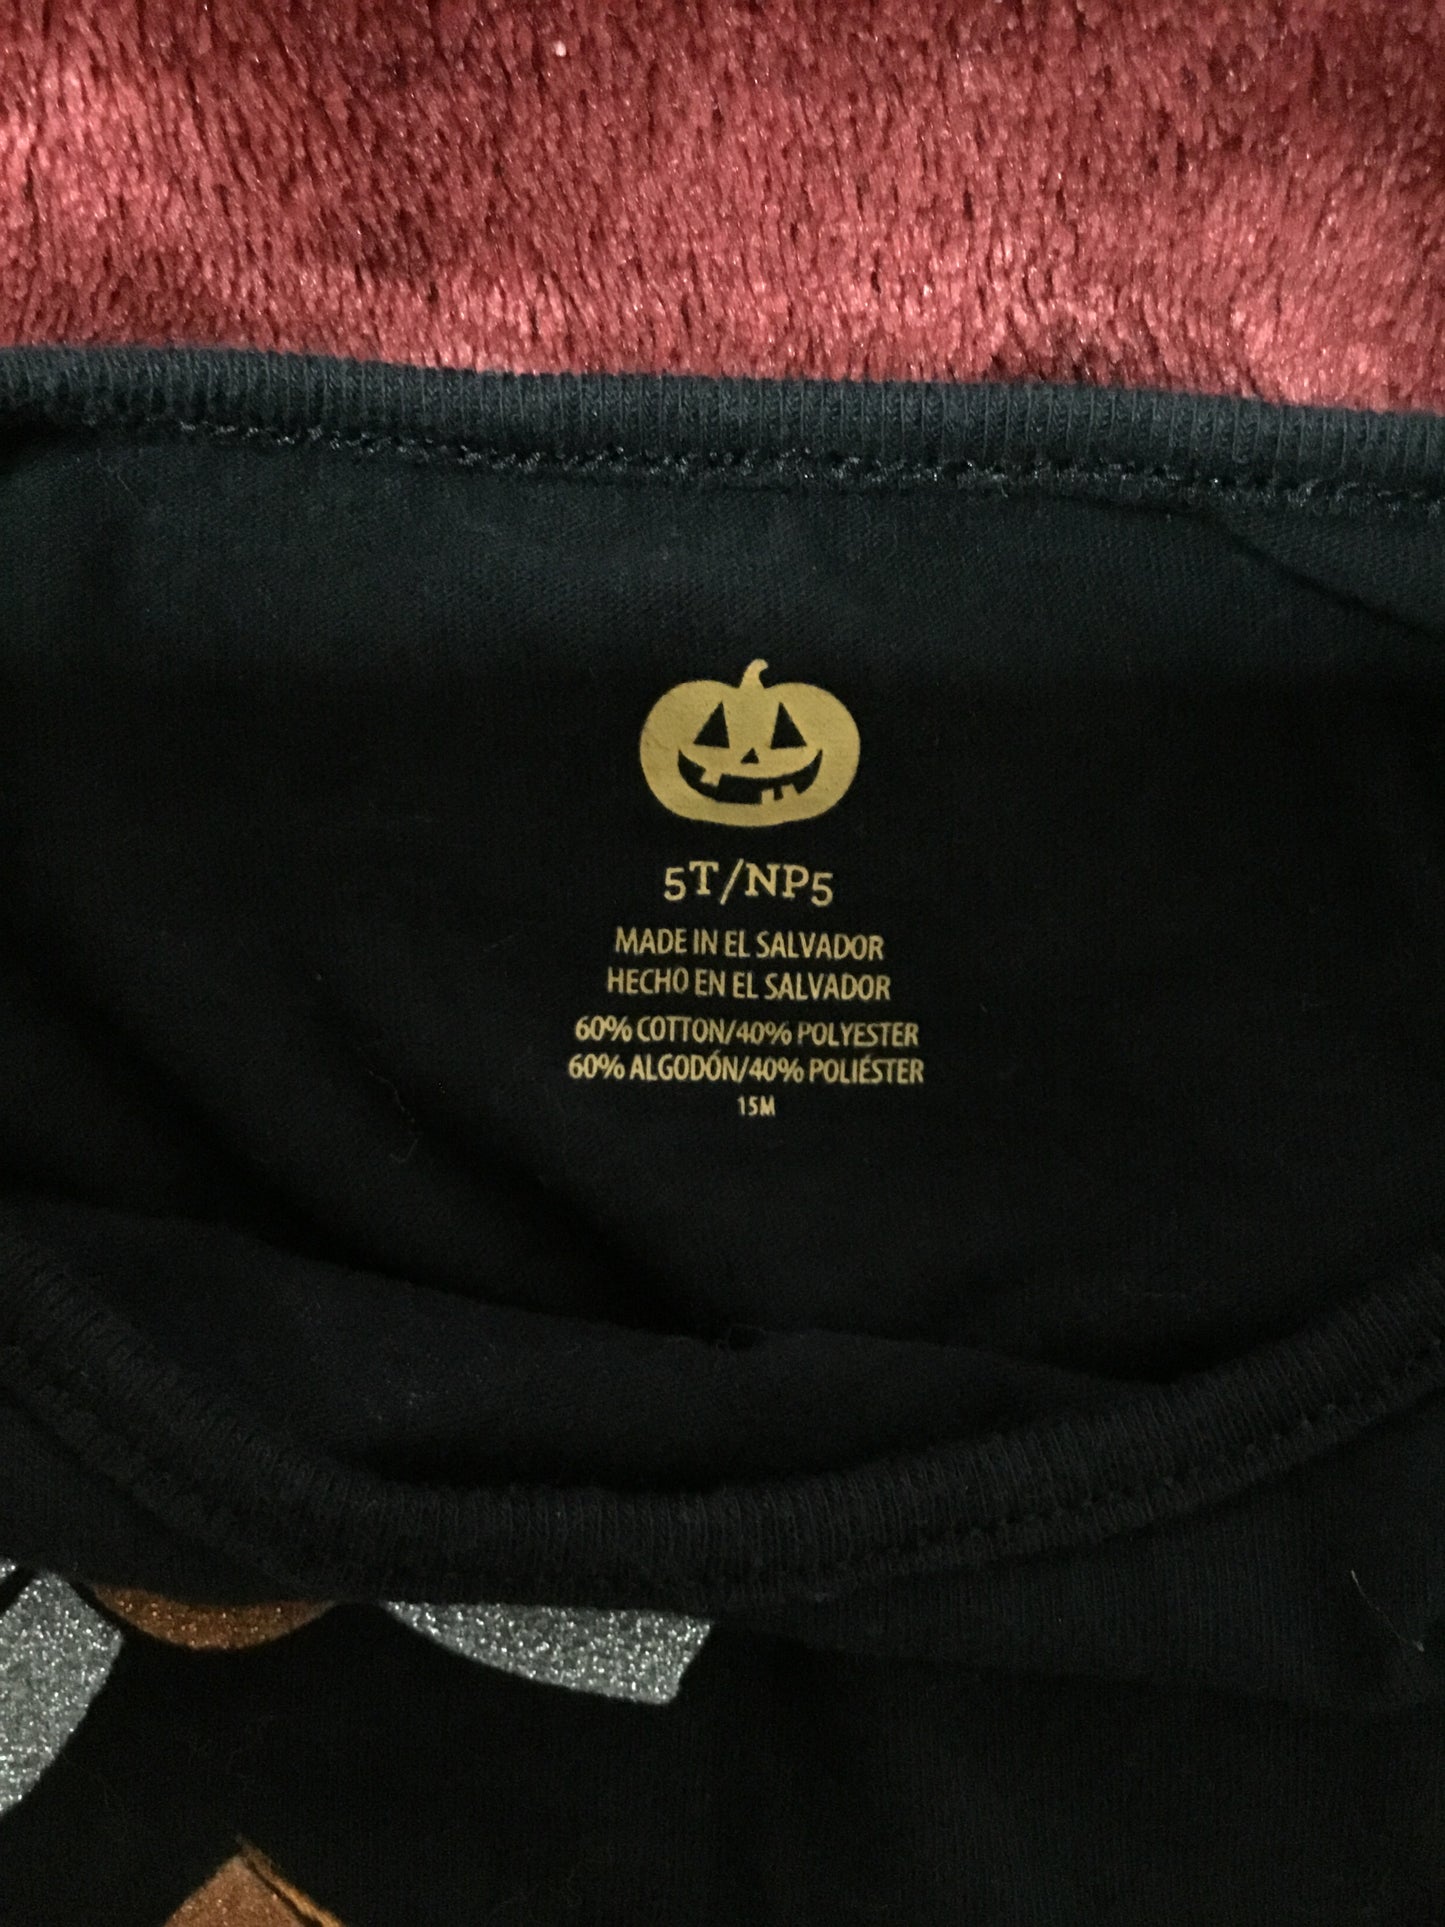 5T/NP5
MADE IN EL SALVADOR
HECHO EN EL SALVADOR
60% COTTON/40% POLYESTER
60% ALGODÓN/40% POLIÉSTER
15M